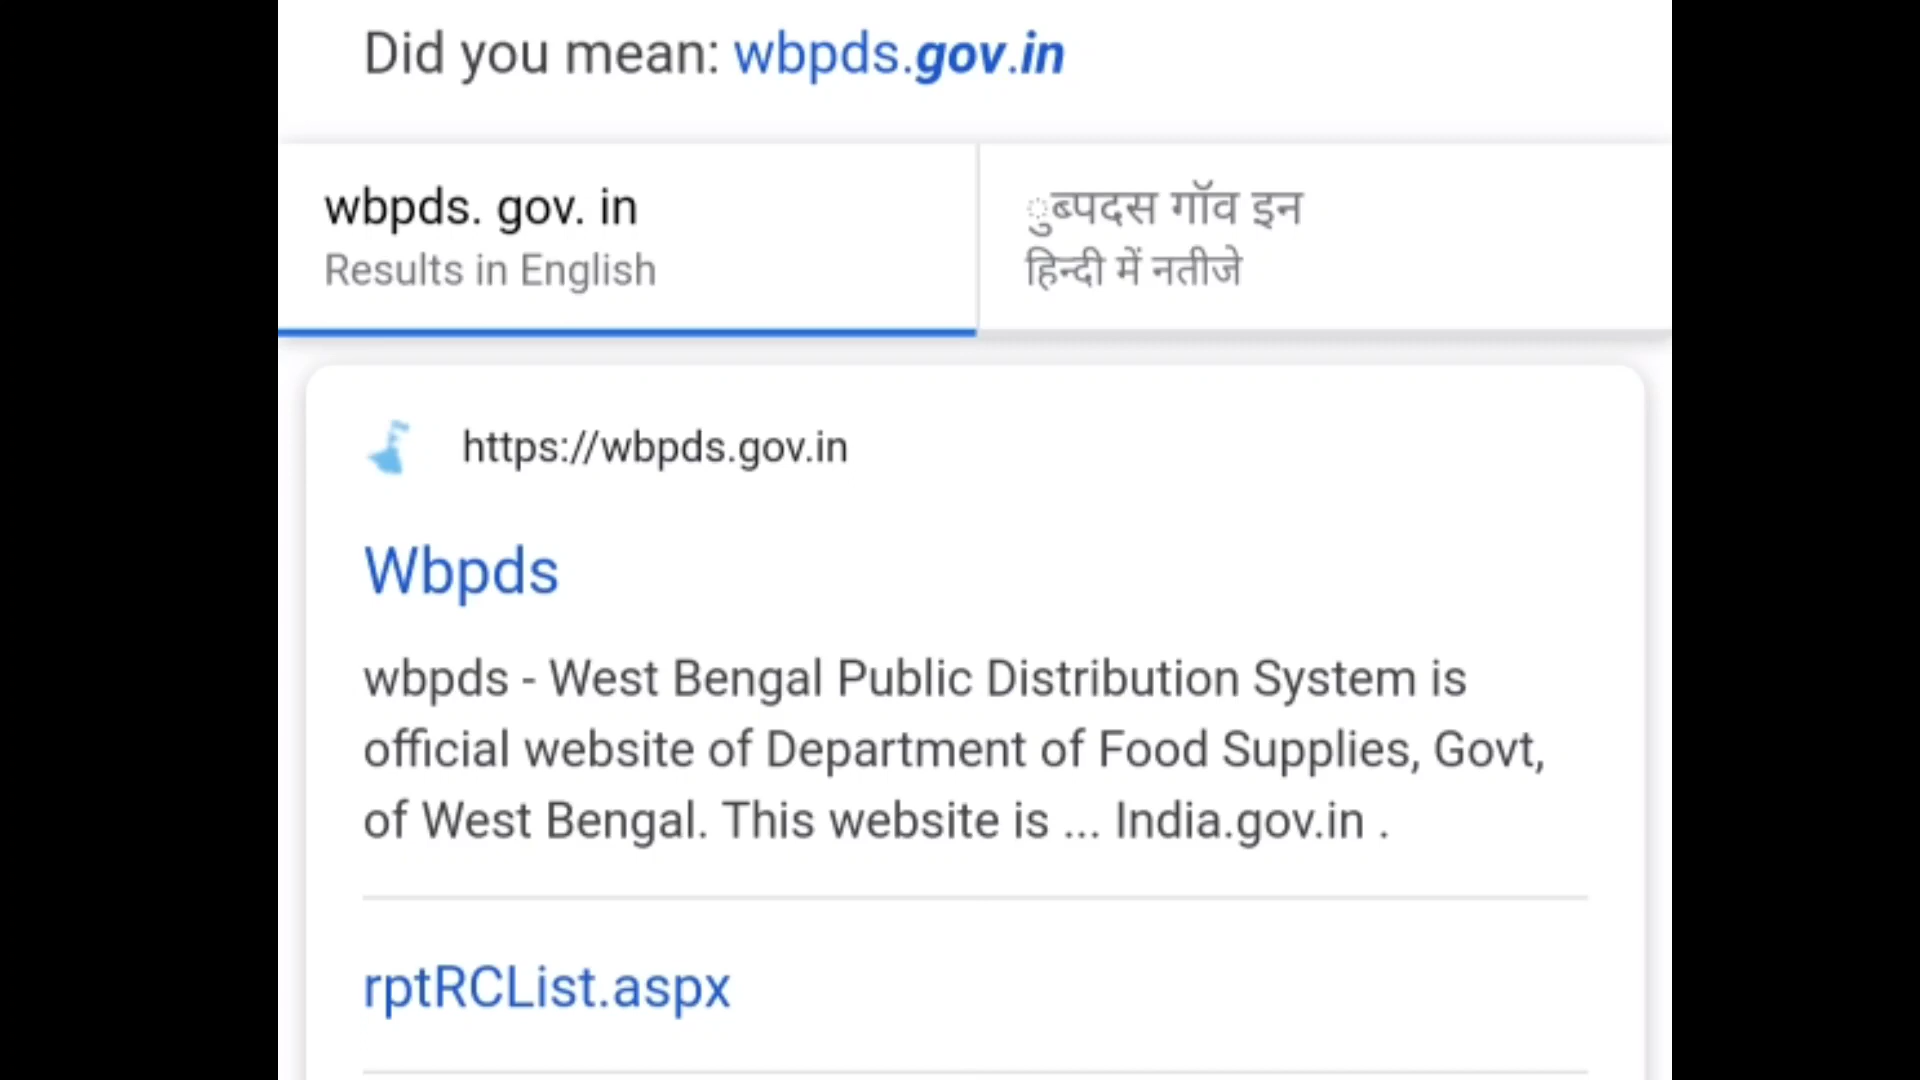 Did you mean: wbpds.gov.in
wbpds. gov. in
Results in English
ुब्पदस गॉव इन
हिन्दी में नतीजे
https://wbpds.gov.in
Wbpds
wbpds - West Bengal Public Distribution System is
official website of Department of Food Supplies, Govt,
of West Bengal. This website is ... India.gov.in .
rptRCList.aspx